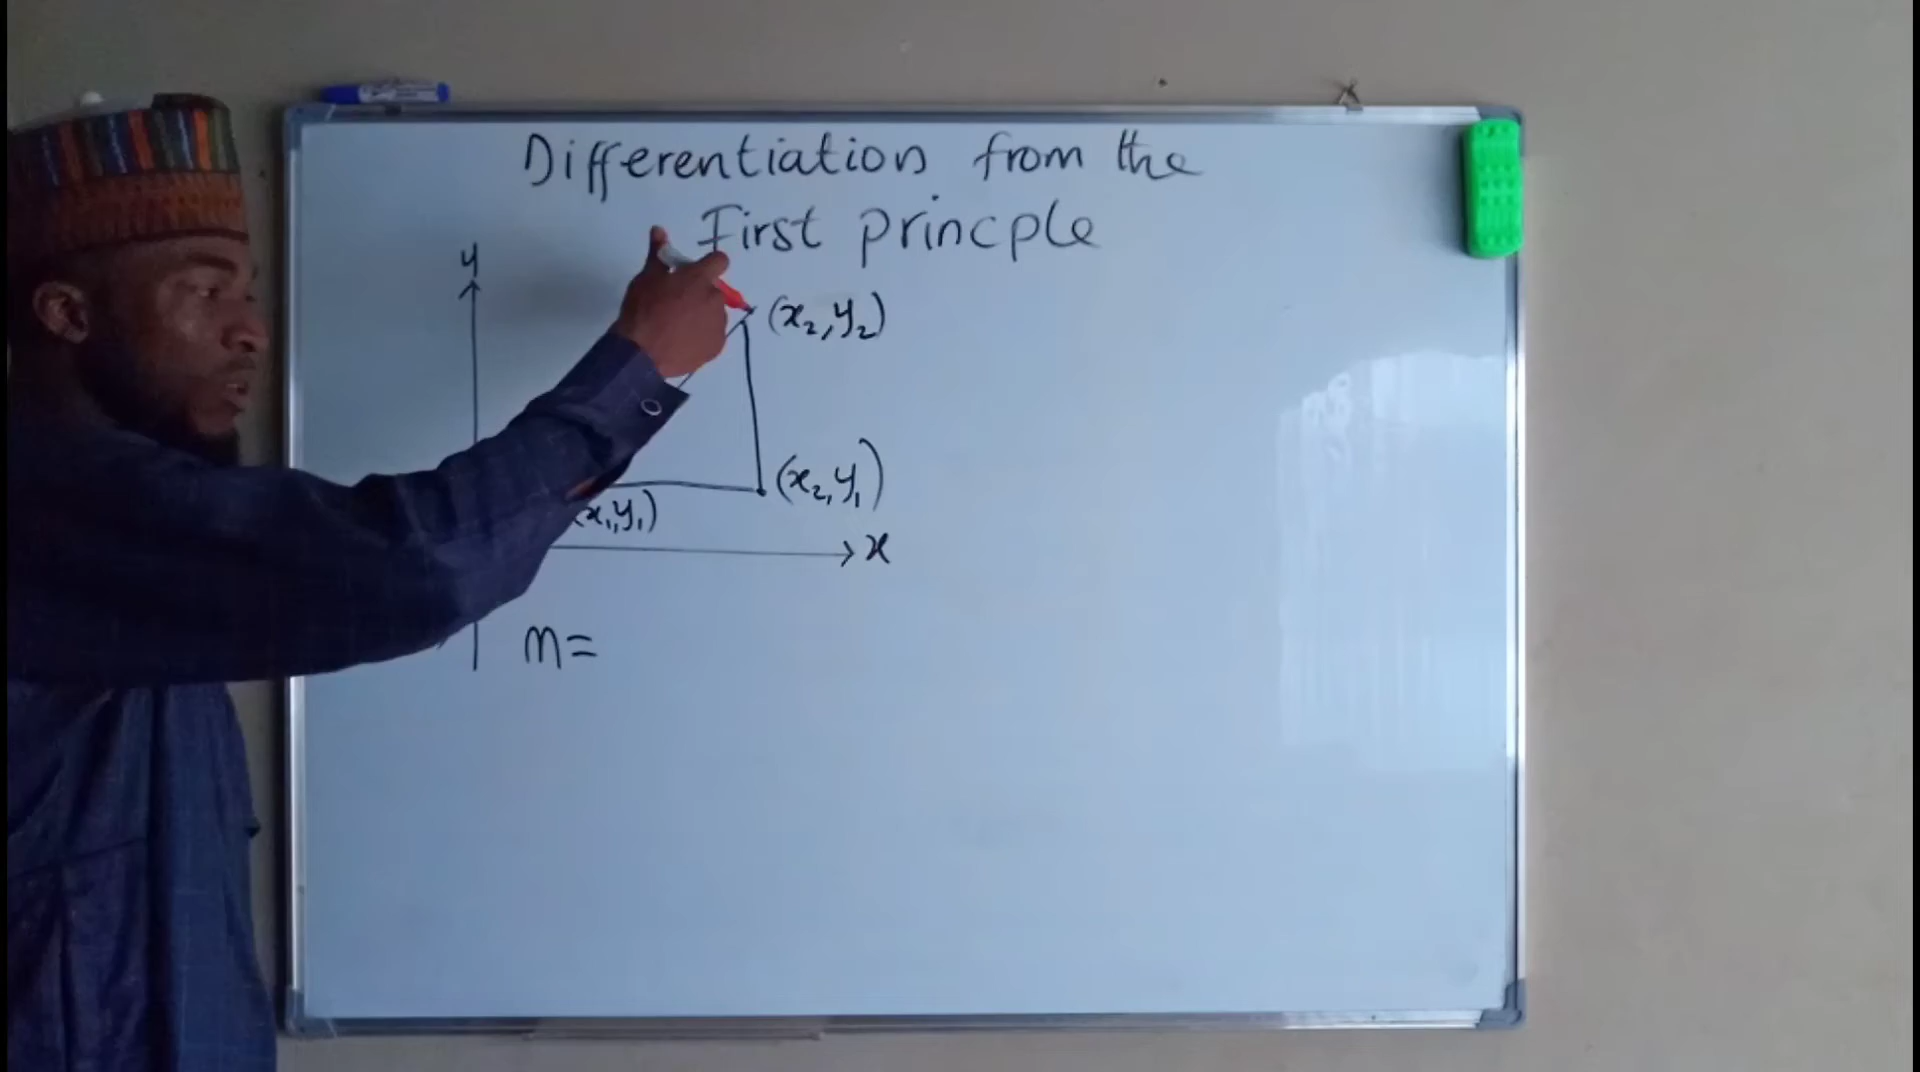 Differentiation from the
First princple
y
(x₂,y₂)
(x₂,y₁)
(x₁,y₁)
x
m=